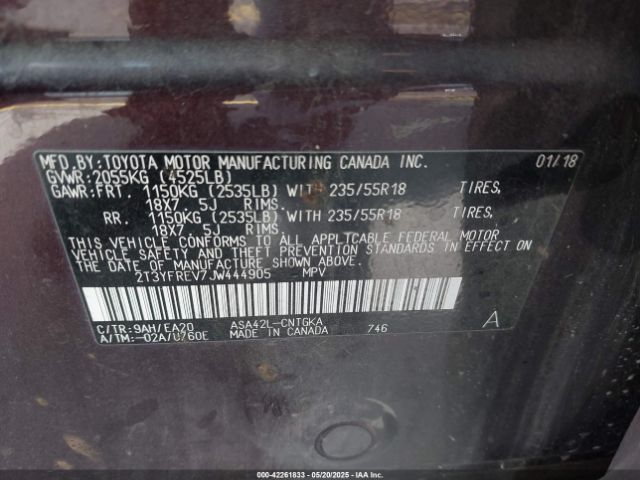 MFD.BY:TOYOTA MOTOR MANUFACTURING CANADA INC. 01/18
GVWR:2055KG (4525LB)
GAWR:FRT. 1150KG (2535LB) WITH 235/55R18 TIRES,
18X7.5J RIMS,
RR. 1150KG (2535LB) WITH 235/55R18 TIRES,
18X7.5J RIMS,
THIS VEHICLE CONFORMS TO ALL APPLICABLE FEDERAL MOTOR
VEHICLE SAFETY AND THEFT PREVENTION STANDARDS IN EFFECT
ON THE DATE OF MANUFACTURE SHOWN ABOVE.
2T3YFREV7JW444905 MPV
C/TR:9AH/EA20 ASA42L-CNTGKA A
A/TM:-02A/U760E MADE IN CANADA 746
000-42261833 — 05/20/2025 — IAAI.COM